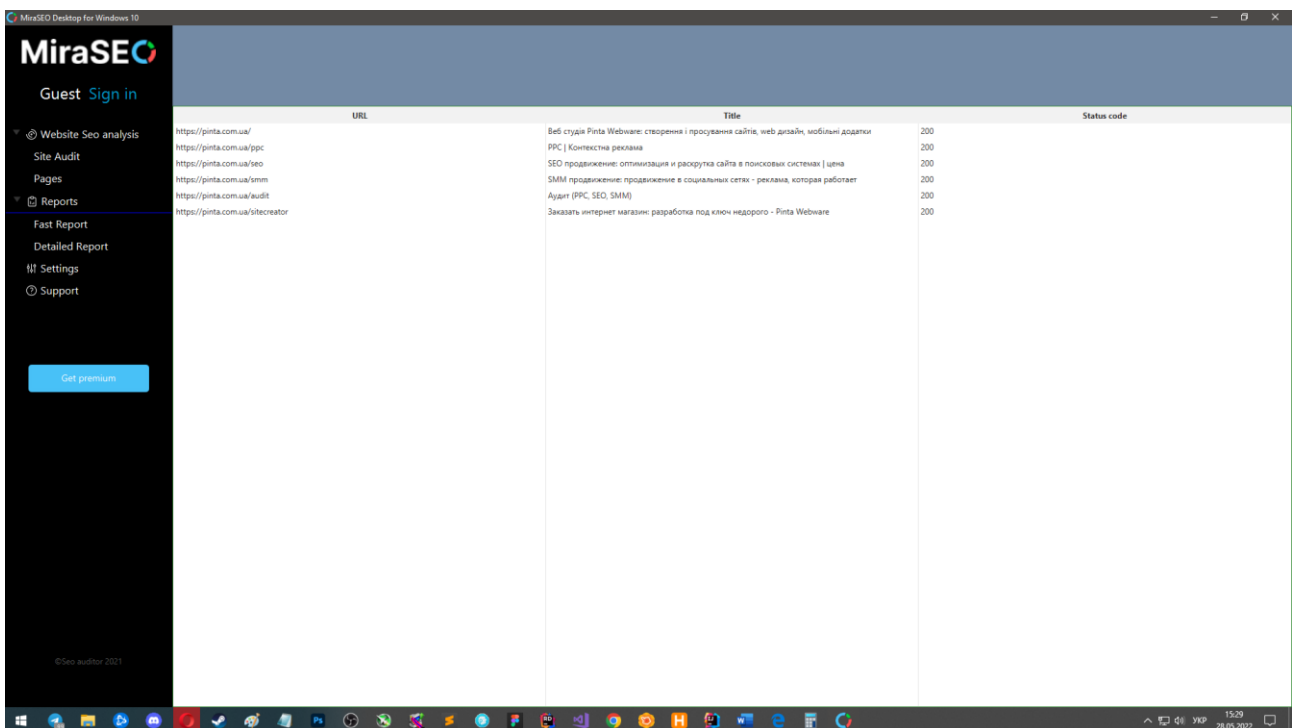 MiraSEO Desktop for Windows 10
MiraSEO
Guest Sign in
Website Seo analysis
Site Audit
Pages
Reports
Fast Report
Detailed Report
Settings
Support
Get premium
©Seo auditor 2021
URL Title Status code
https://pinta.com.ua/ Веб студія Pinta Webware: створення і просування сайтів, web дизайн, мобільні додатки 200
https://pinta.com.ua/ppc PPC | Контекстна реклама 200
https://pinta.com.ua/seo SEO продвижение: оптимизация и раскрутка сайта в поисковых системах | цена 200
https://pinta.com.ua/smm SMM продвижение: продвижение в социальных сетях - реклама, которая работает 200
https://pinta.com.ua/audit Аудит (PPC, SEO, SMM) 200
https://pinta.com.ua/sitecreator Заказать интернет магазин: разработка под ключ недорого - Pinta Webware 200
Ps
H
УКР
15:29
28.05.2022